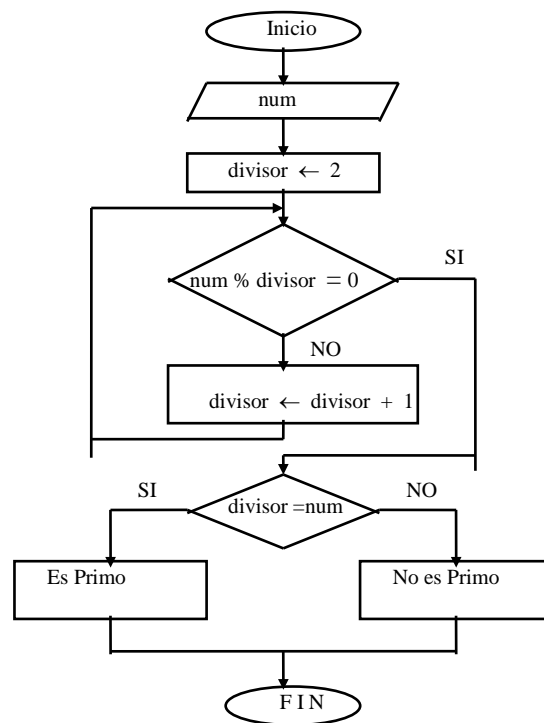 Inicio
num
divisor ← 2
num % divisor = 0
SI
NO
divisor ← divisor + 1
SI
divisor =num
NO
Es Primo
No es Primo
F I N